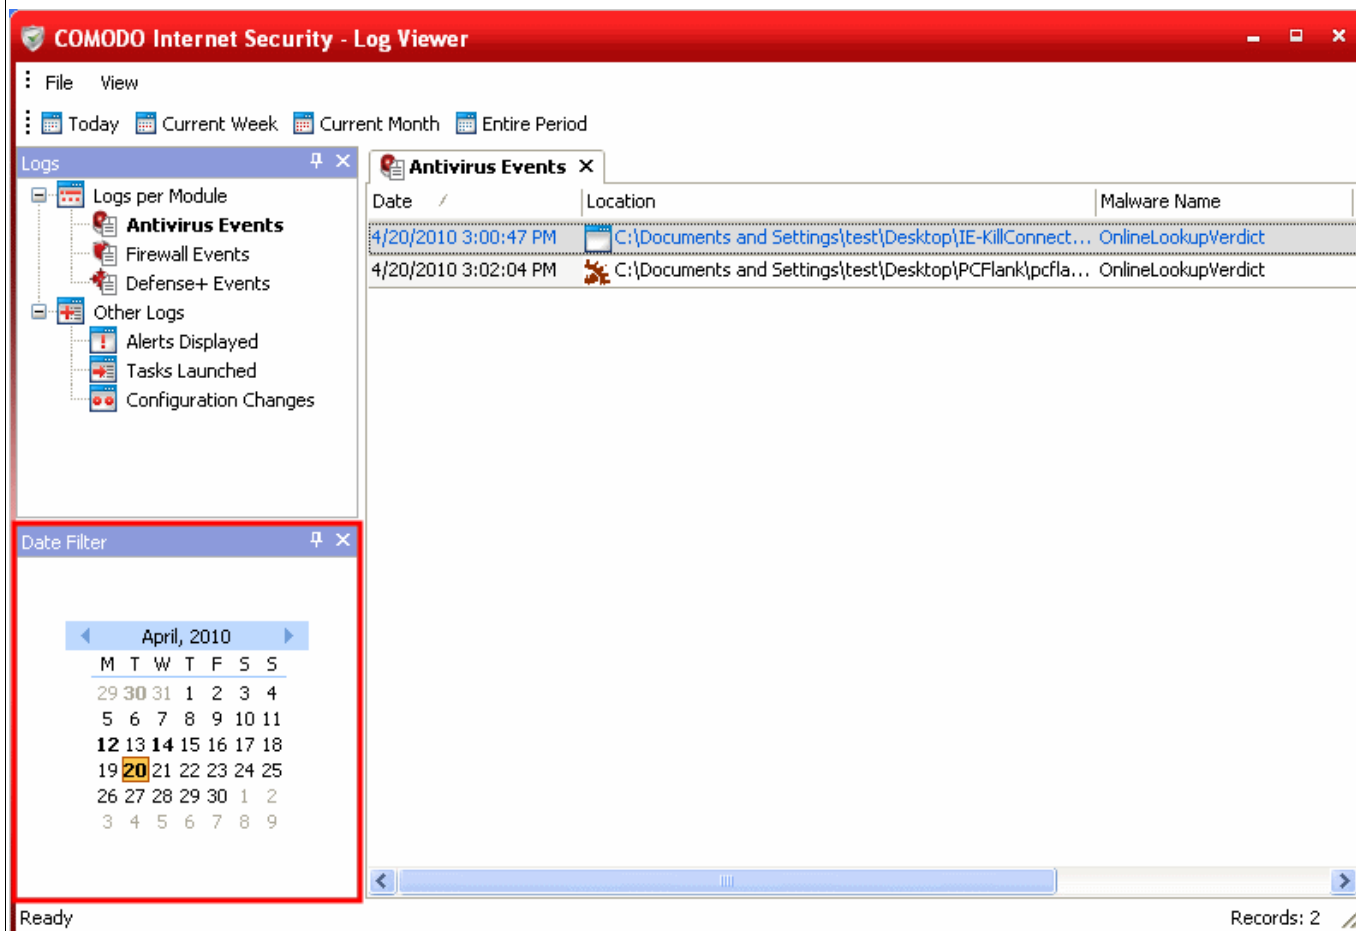 COMODO Internet Security - Log Viewer
File View
Today Current Week Current Month Entire Period
Logs
Logs per Module
Antivirus Events
Firewall Events
Defense+ Events
Other Logs
Alerts Displayed
Tasks Launched
Configuration Changes
Date Filter
April, 2010
M T W T F S S
29 30 31 1 2 3 4
5 6 7 8 9 10 11
12 13 14 15 16 17 18
19 20 21 22 23 24 25
26 27 28 29 30 1 2
3 4 5 6 7 8 9
Antivirus Events
Date Location Malware Name
4/20/2010 3:00:47 PM C:\Documents and Settings\test\Desktop\IE-KillConnect... OnlineLookupVerdict
4/20/2010 3:02:04 PM C:\Documents and Settings\test\Desktop\PCFlank\pcfla... OnlineLookupVerdict
Ready Records: 2